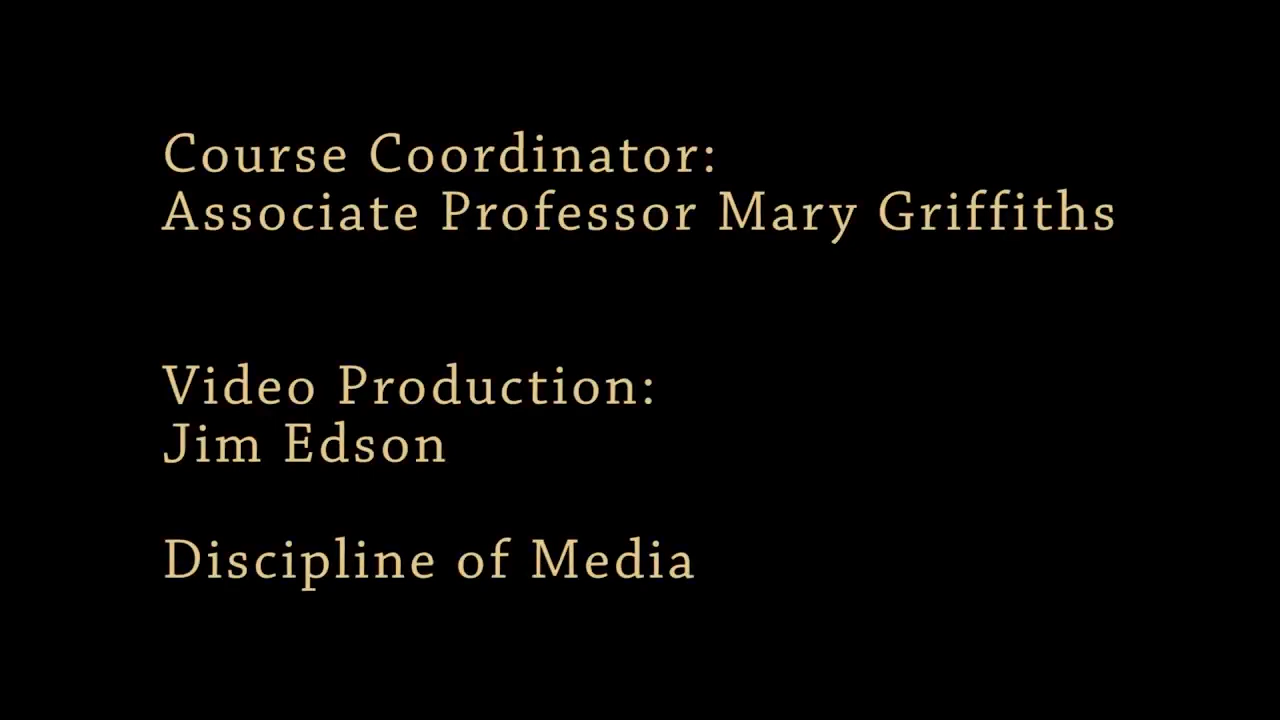 Course Coordinator:
Associate Professor Mary Griffiths
Video Production:
Jim Edson
Discipline of Media